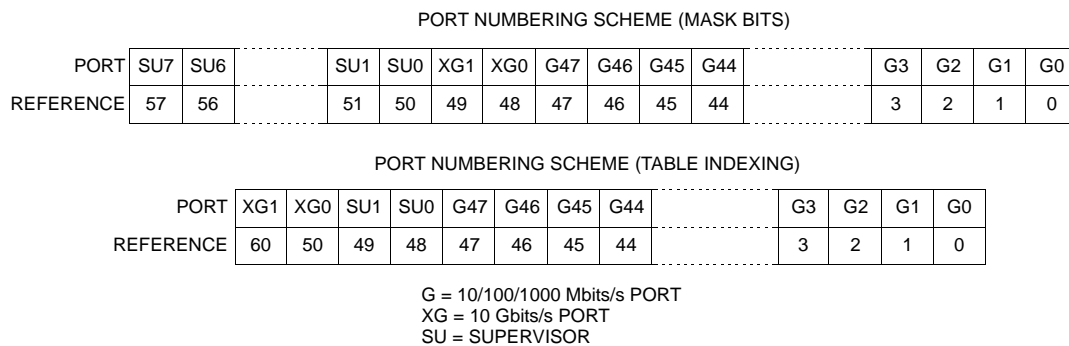 PORT NUMBERING SCHEME (MASK BITS)
PORT SU7 SU6 SU1 SU0 XG1 XG0 G47 G46 G45 G44 G3 G2 G1 G0
REFERENCE 57 56 51 50 49 48 47 46 45 44 3 2 1 0
PORT NUMBERING SCHEME (TABLE INDEXING)
PORT XG1 XG0 SU1 SU0 G47 G46 G45 G44 G3 G2 G1 G0
REFERENCE 60 50 49 48 47 46 45 44 3 2 1 0
G = 10/100/1000 Mbits/s PORT
XG = 10 Gbits/s PORT
SU = SUPERVISOR